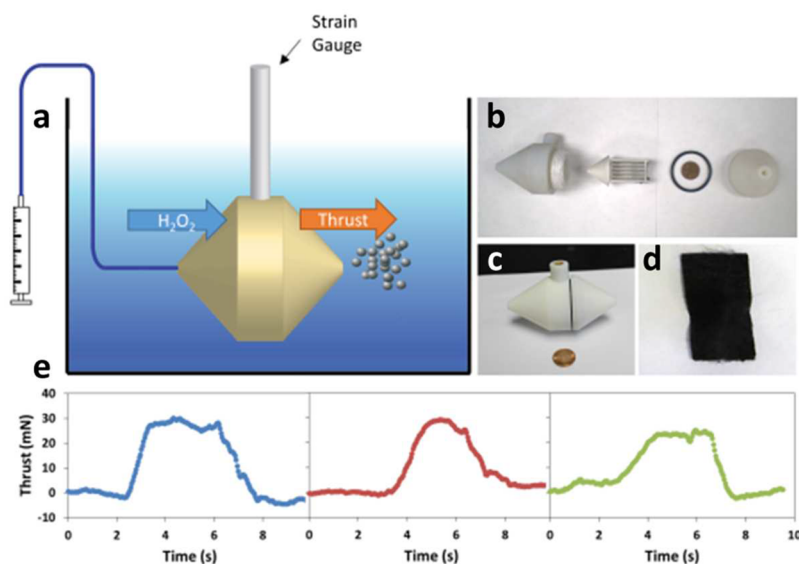 Strain
Gauge
a
b
H₂O₂
Thrust
c
d
e
Thrust (mN)
40
30
20
10
0
-10
0 2 4 6 8 0 2 4 6 8 0 2 4 6 8 10
Time (s) Time (s) Time (s)